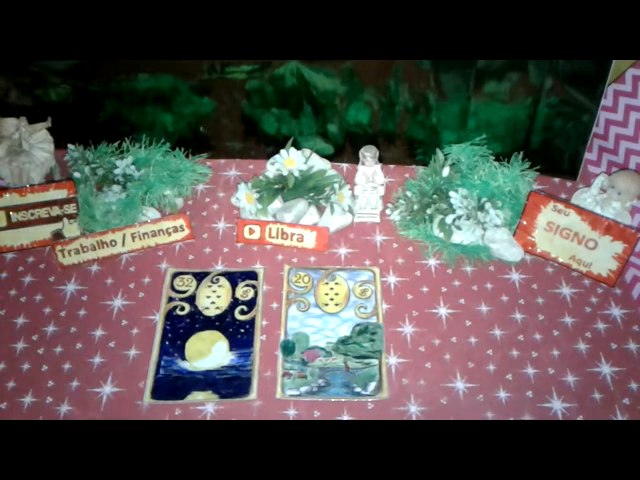 INSCREVA-SE
Trabalho / Finanças
Libra
Seu
SIGNO
Aqui
32
20